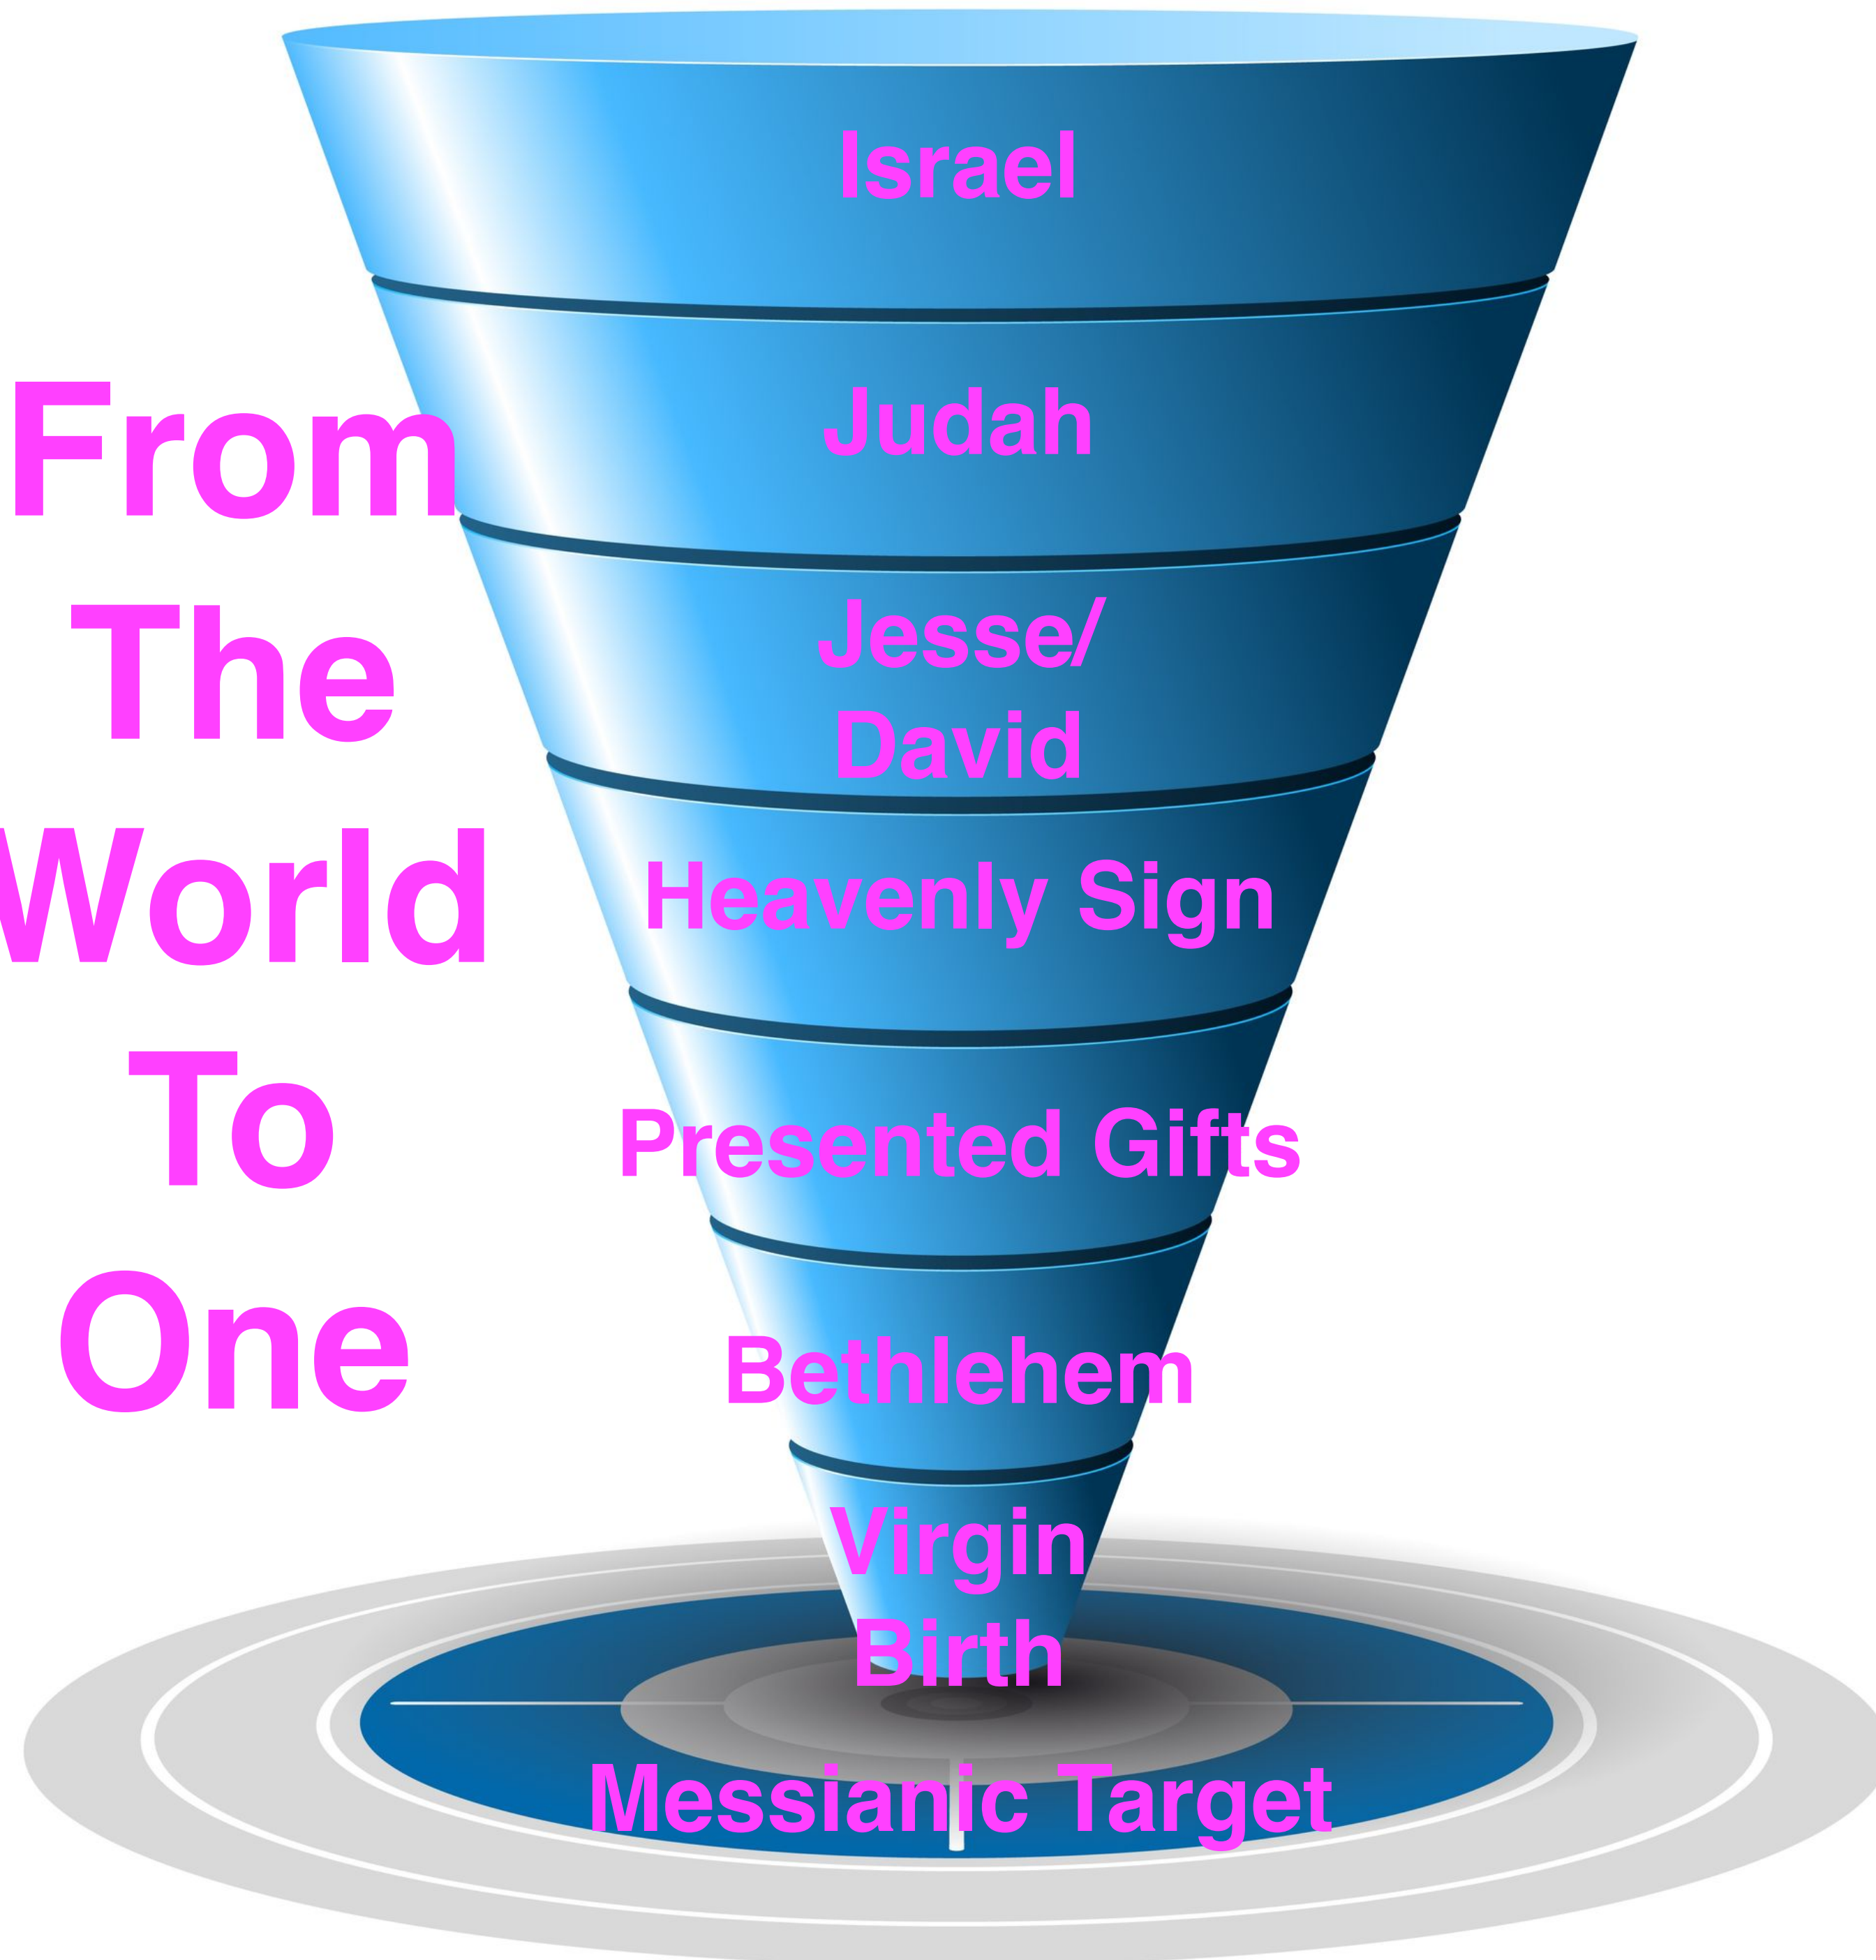 From
The
World
To
One
Israel
Judah
Jesse/
David
Heavenly Sign
Presented Gifts
Bethlehem
Virgin
Birth
Messianic Target